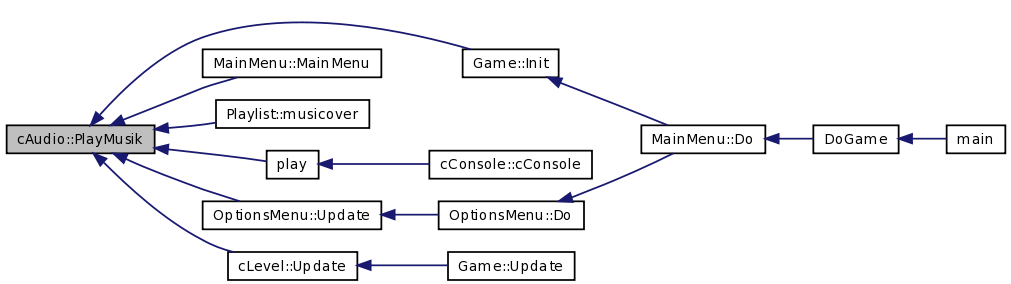 cAudio::PlayMusik
MainMenu::MainMenu
Game::Init
Playlist::musicover
MainMenu::Do
DoGame
main
play
cConsole::cConsole
OptionsMenu::Update
OptionsMenu::Do
cLevel::Update
Game::Update